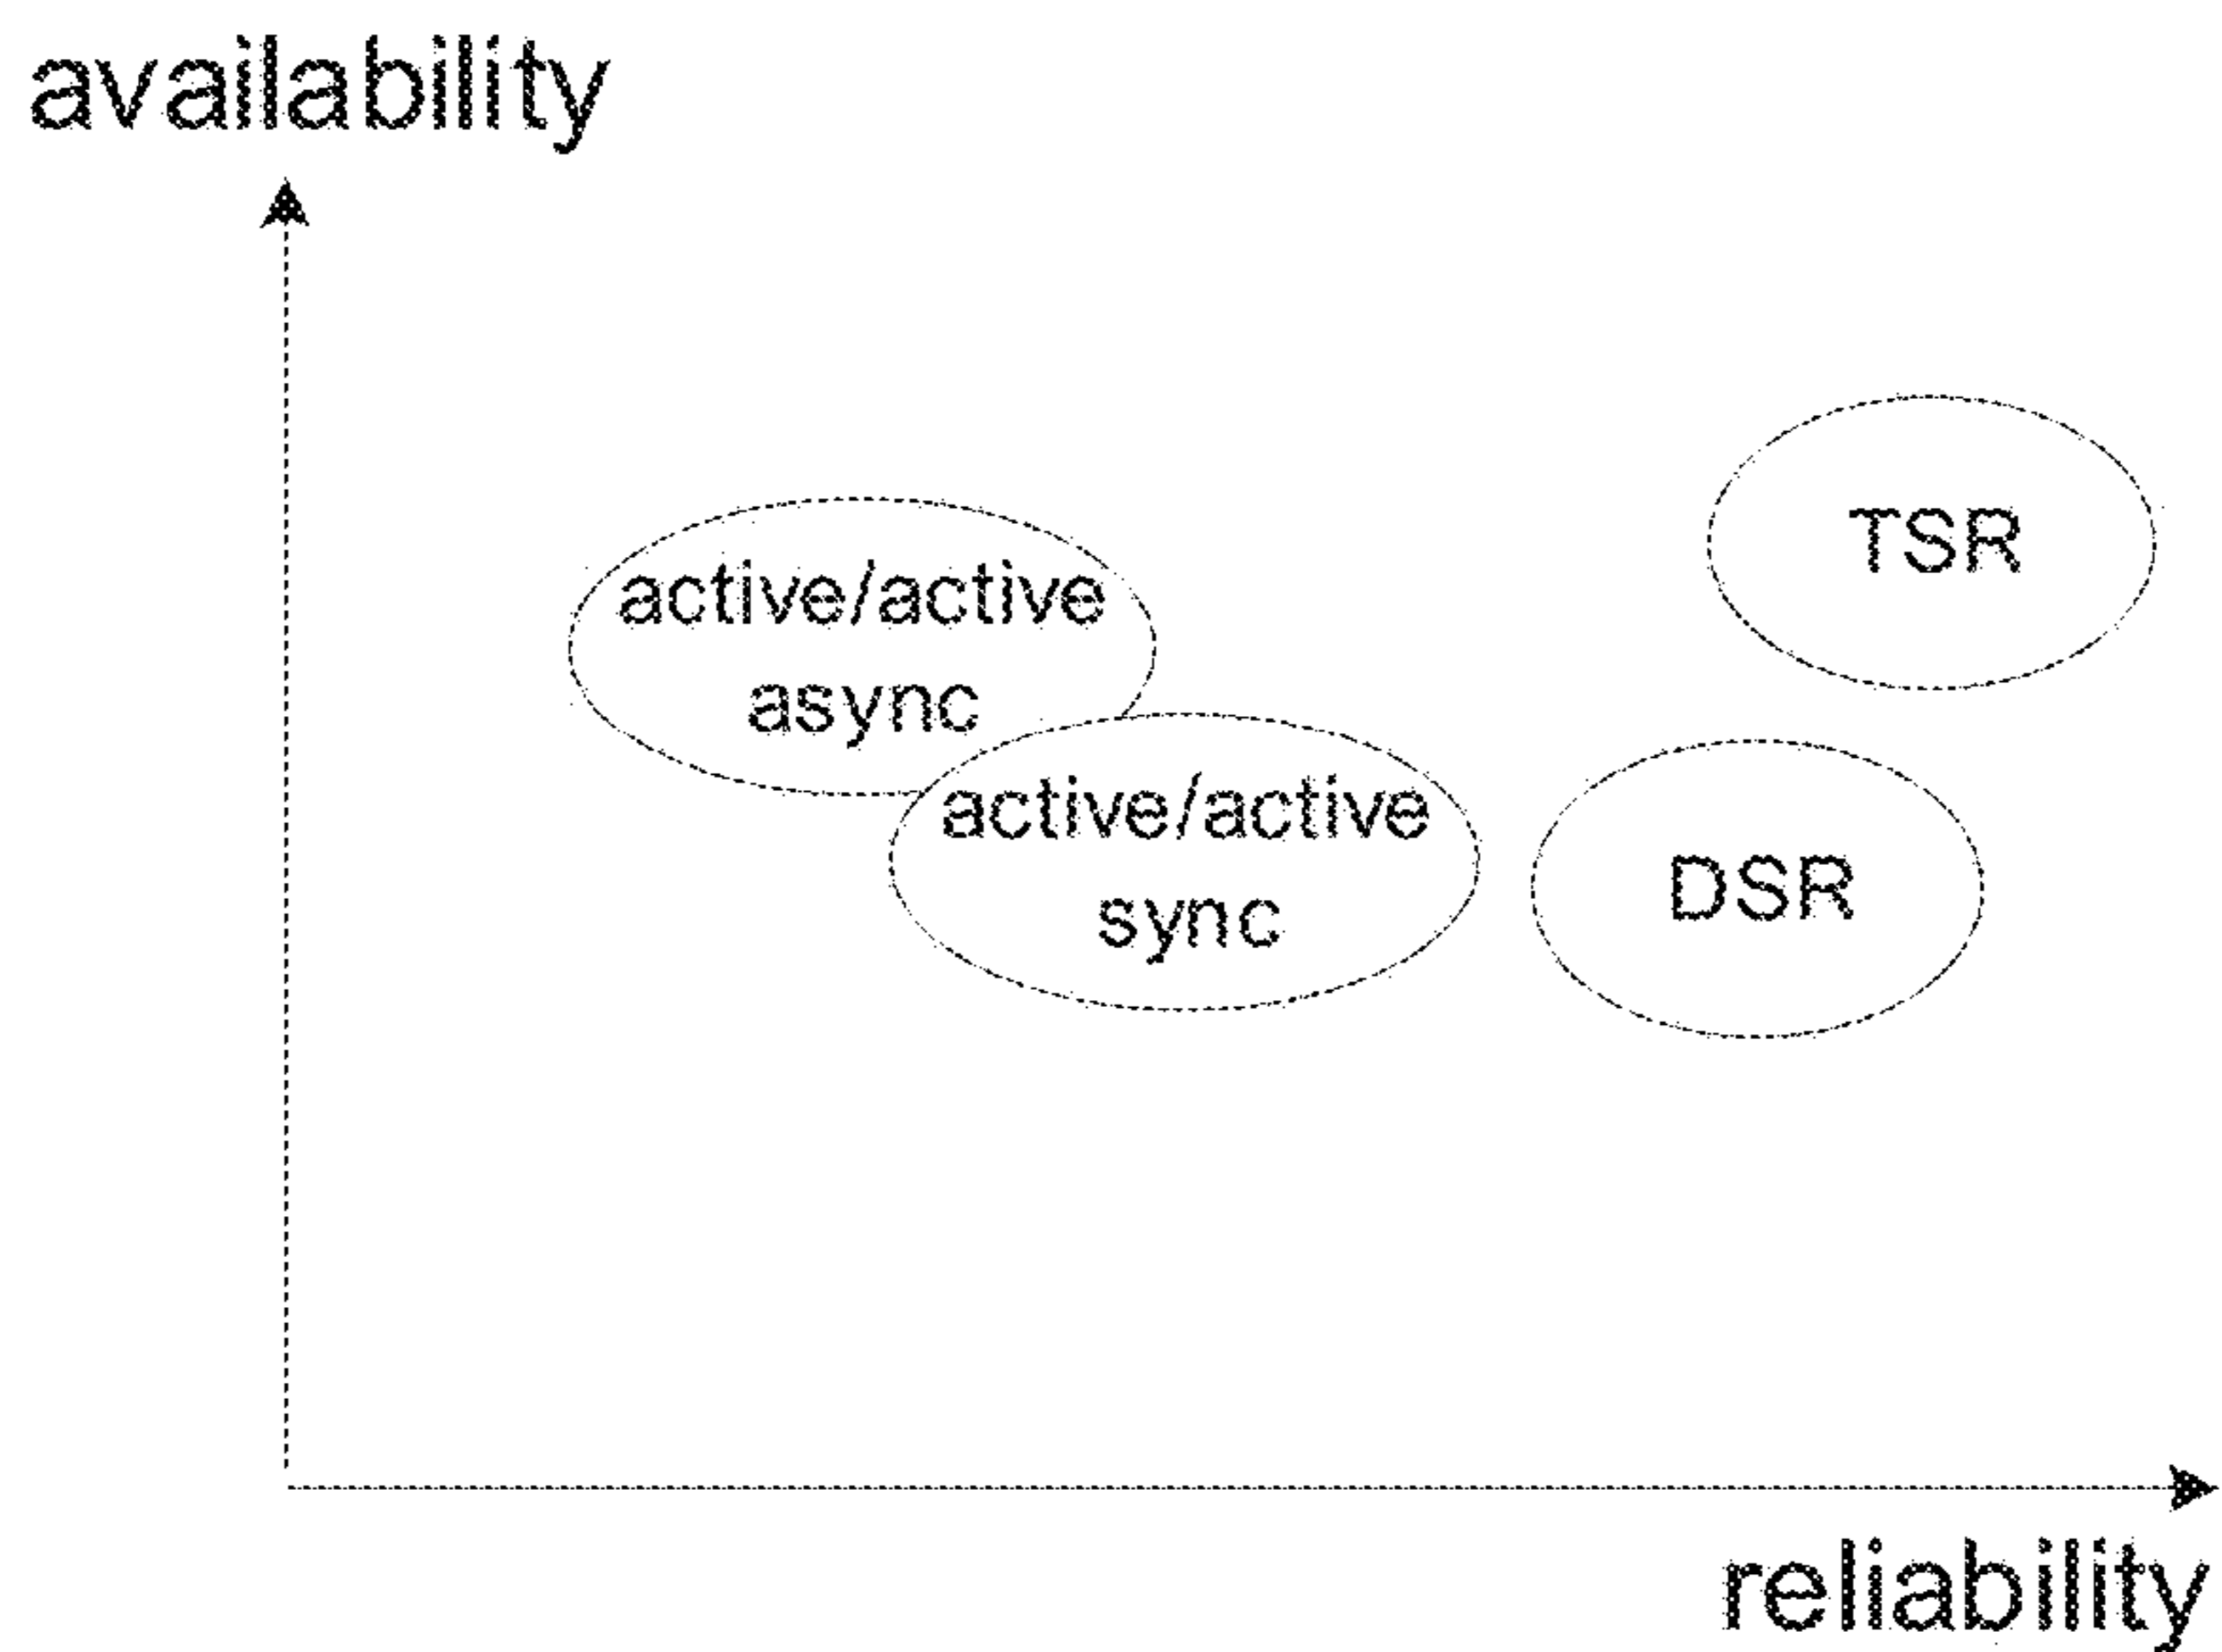 availability
TSR
active/active
async
active/active
sync
DSR
reliability